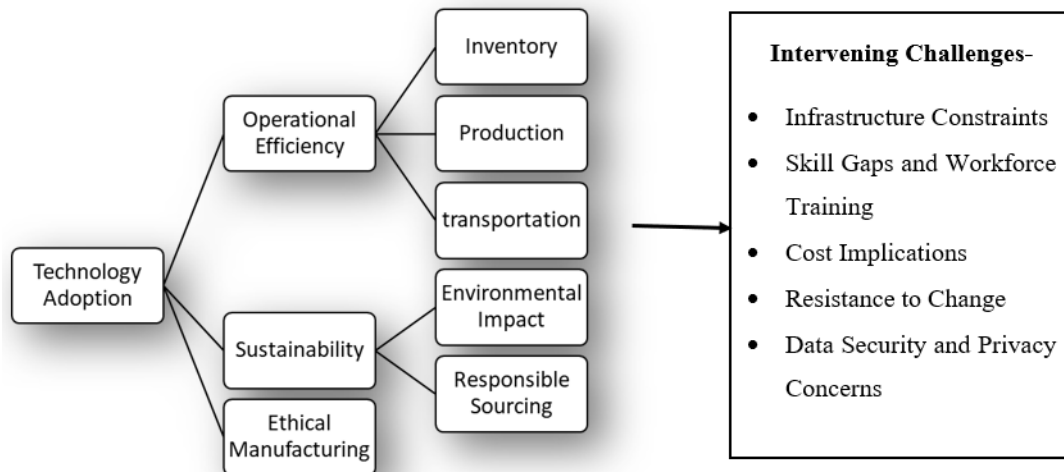 Technology
Adoption
Operational
Efficiency
Sustainability
Ethical
Manufacturing
Inventory
Production
transportation
Environmental
Impact
Responsible
Sourcing
Intervening Challenges-
• Infrastructure Constraints
• Skill Gaps and Workforce
Training
• Cost Implications
• Resistance to Change
• Data Security and Privacy
Concerns